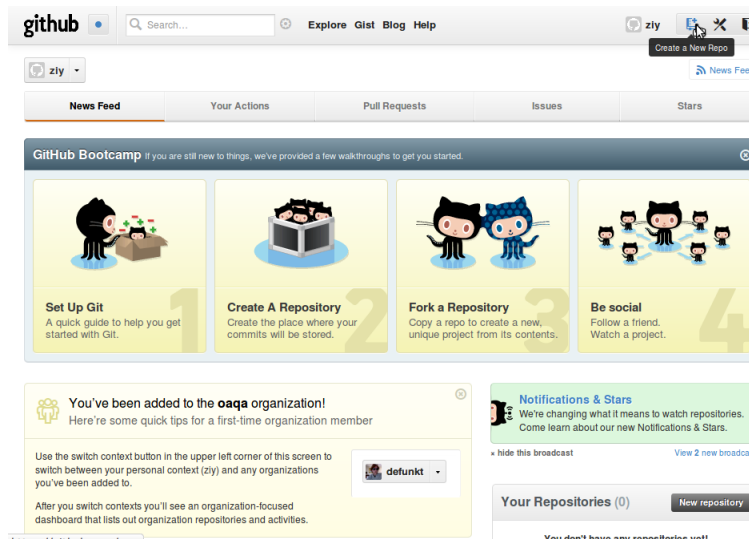 github
Search...
Explore Gist Blog Help
ziy
Create a New Repo
ziy
News Fee
News Feed
Your Actions
Pull Requests
Issues
Stars
GitHub Bootcamp If you are still new to things, we've provided a few walkthroughs to get you started.
1
Set Up Git
A quick guide to help you get
started with Git.
2
Create A Repository
Create the place where your
commits will be stored.
3
Fork a Repository
Copy a repo to create a new,
unique project from its contents.
4
Be social
Follow a friend.
Watch a project.
You've been added to the oaqa organization!
Here're some quick tips for a first-time organization member
Use the switch context button in the upper left corner of this screen to
switch between your personal context (ziy) and any organizations
you've been added to.
After you switch contexts you'll see an organization-focused
dashboard that lists out organization repositories and activities.
defunkt
Notifications & Stars
We're changing what it means to watch repositories.
Come learn about our new Notifications & Stars.
× hide this broadcast
View 2 new broadca
Your Repositories (0)
New repository
You don't have any repositories yet!